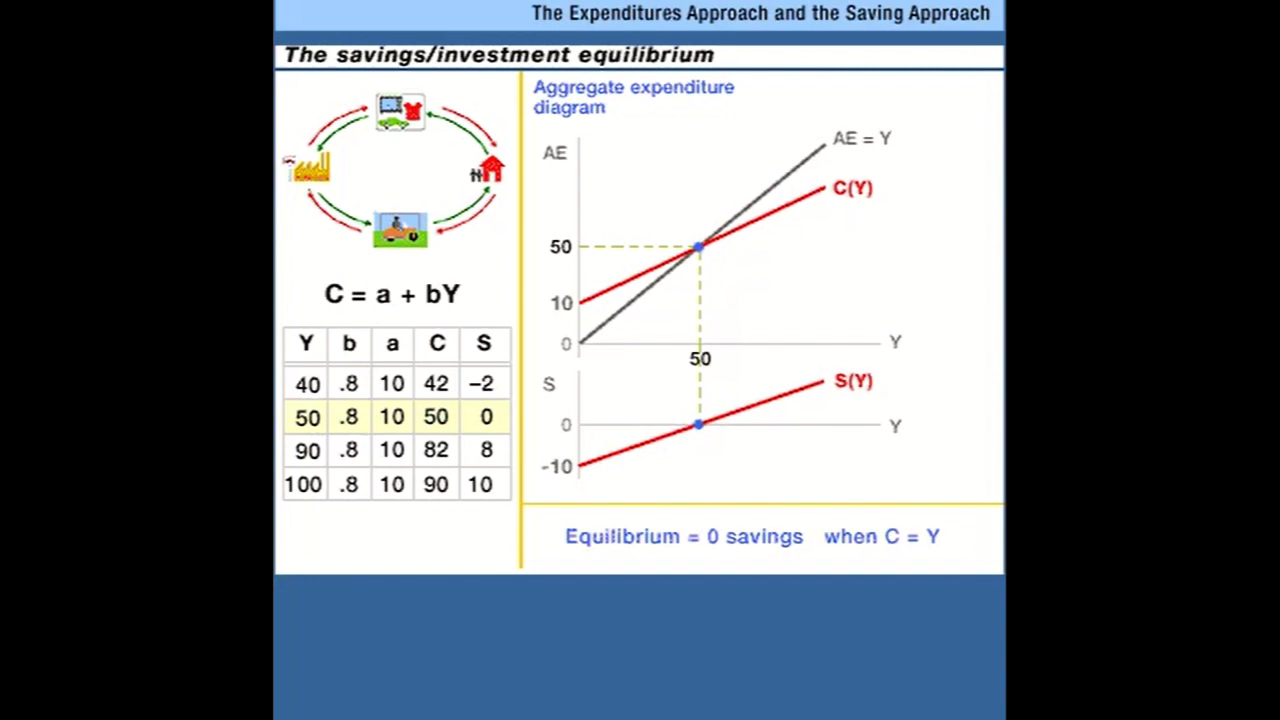 The Expenditures Approach and the Saving Approach
The savings/investment equilibrium
C = a + bY
Y b a C S
40 .8 10 42 –2
50 .8 10 50 0
90 .8 10 82 8
100 .8 10 90 10
Aggregate expenditure
diagram
AE
AE = Y
C(Y)
50
10
0
Y
50
S
S(Y)
0
Y
-10
Equilibrium = 0 savings when C = Y